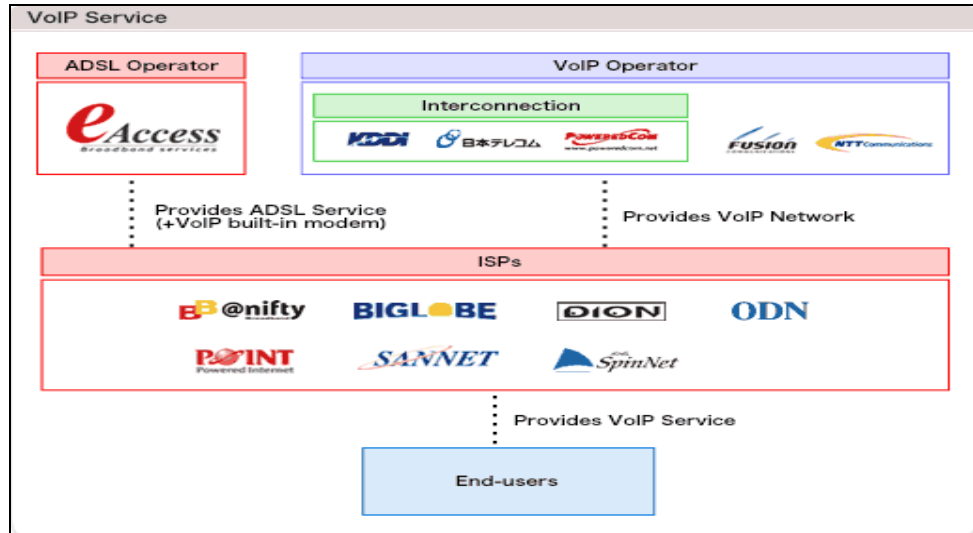 VoIP Service
ADSL Operator
eAccess
Broadband services
VoIP Operator
Interconnection
KDDI
日本テレコム
POWEREDCOM
www.poweredcom.net
FUSION
COMMUNICATIONS
NTT Communications
Provides ADSL Service
(+VoIP built-in modem)
Provides VoIP Network
ISPs
BB @nifty
BIGLOBE
DION
ODN
POINT
Powered Internet
SANNET
SpinNet
Provides VoIP Service
End-users